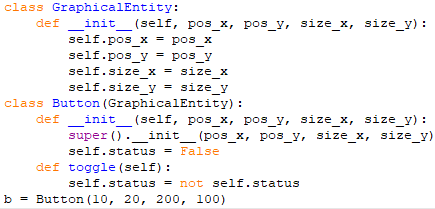 class GraphicalEntity:
    def __init__(self, pos_x, pos_y, size_x, size_y):
        self.pos_x = pos_x
        self.pos_y = pos_y
        self.size_x = size_x
        self.size_y = size_y
class Button(GraphicalEntity):
    def __init__(self, pos_x, pos_y, size_x, size_y):
        super().__init__(pos_x, pos_y, size_x, size_y)
        self.status = False
    def toggle(self):
        self.status = not self.status
b = Button(10, 20, 200, 100)